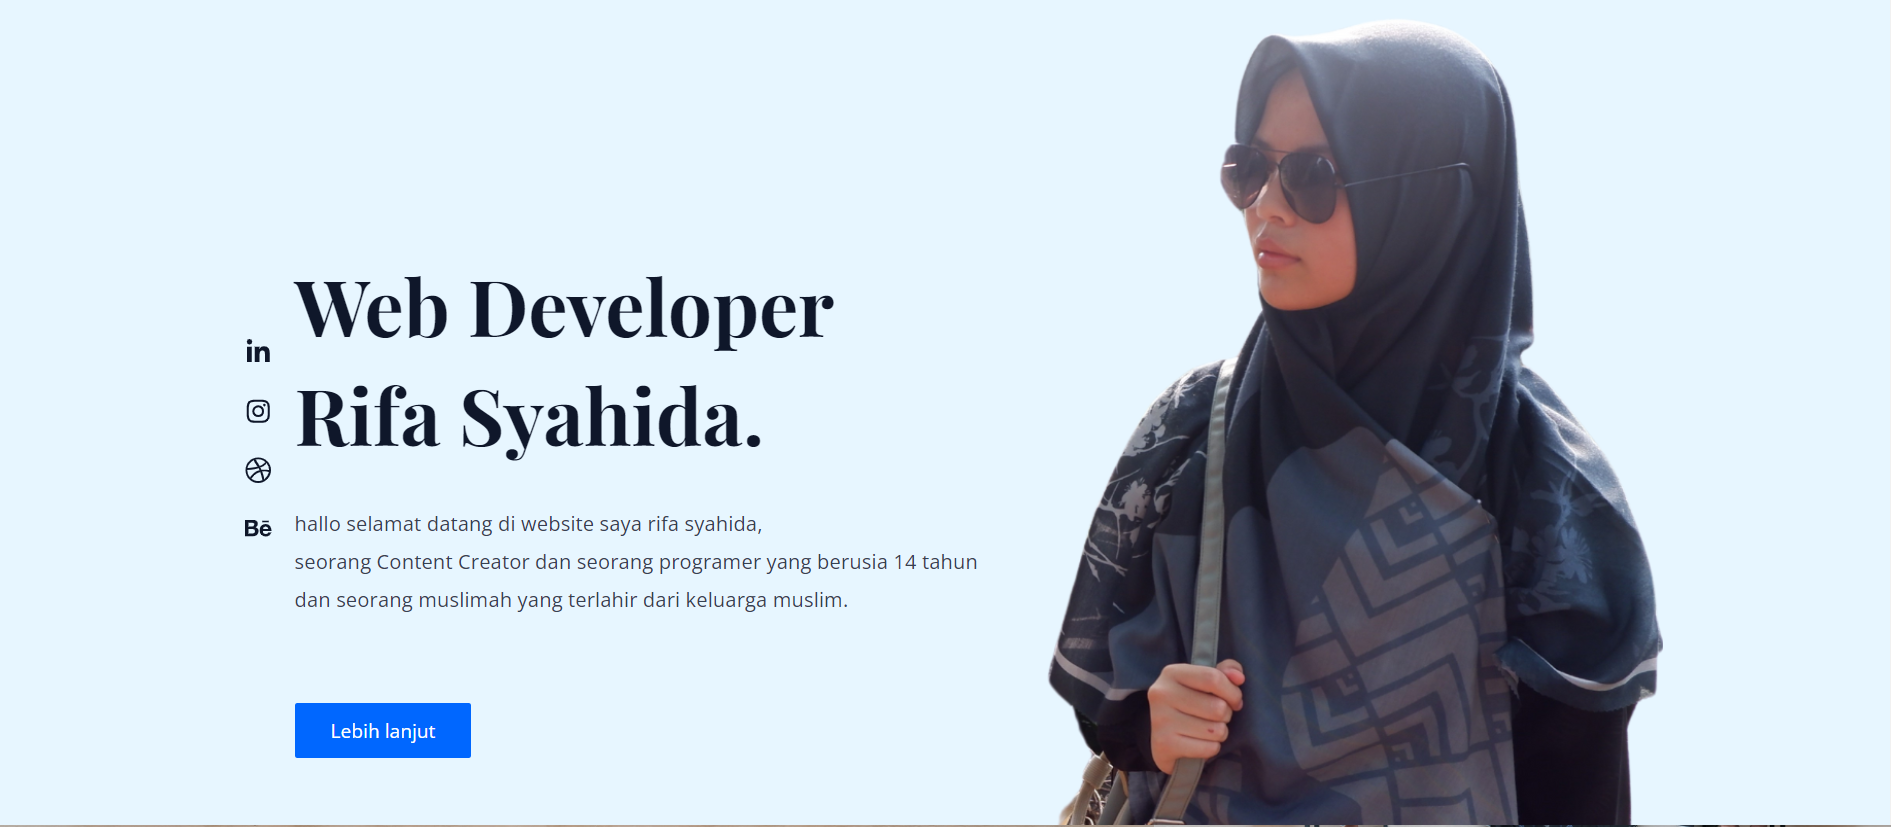 Web Developer
Rifa Syahida.
in
Bē
hallo selamat datang di website saya rifa syahida,
seorang Content Creator dan seorang programer yang berusia 14 tahun
dan seorang muslimah yang terlahir dari keluarga muslim.
Lebih lanjut